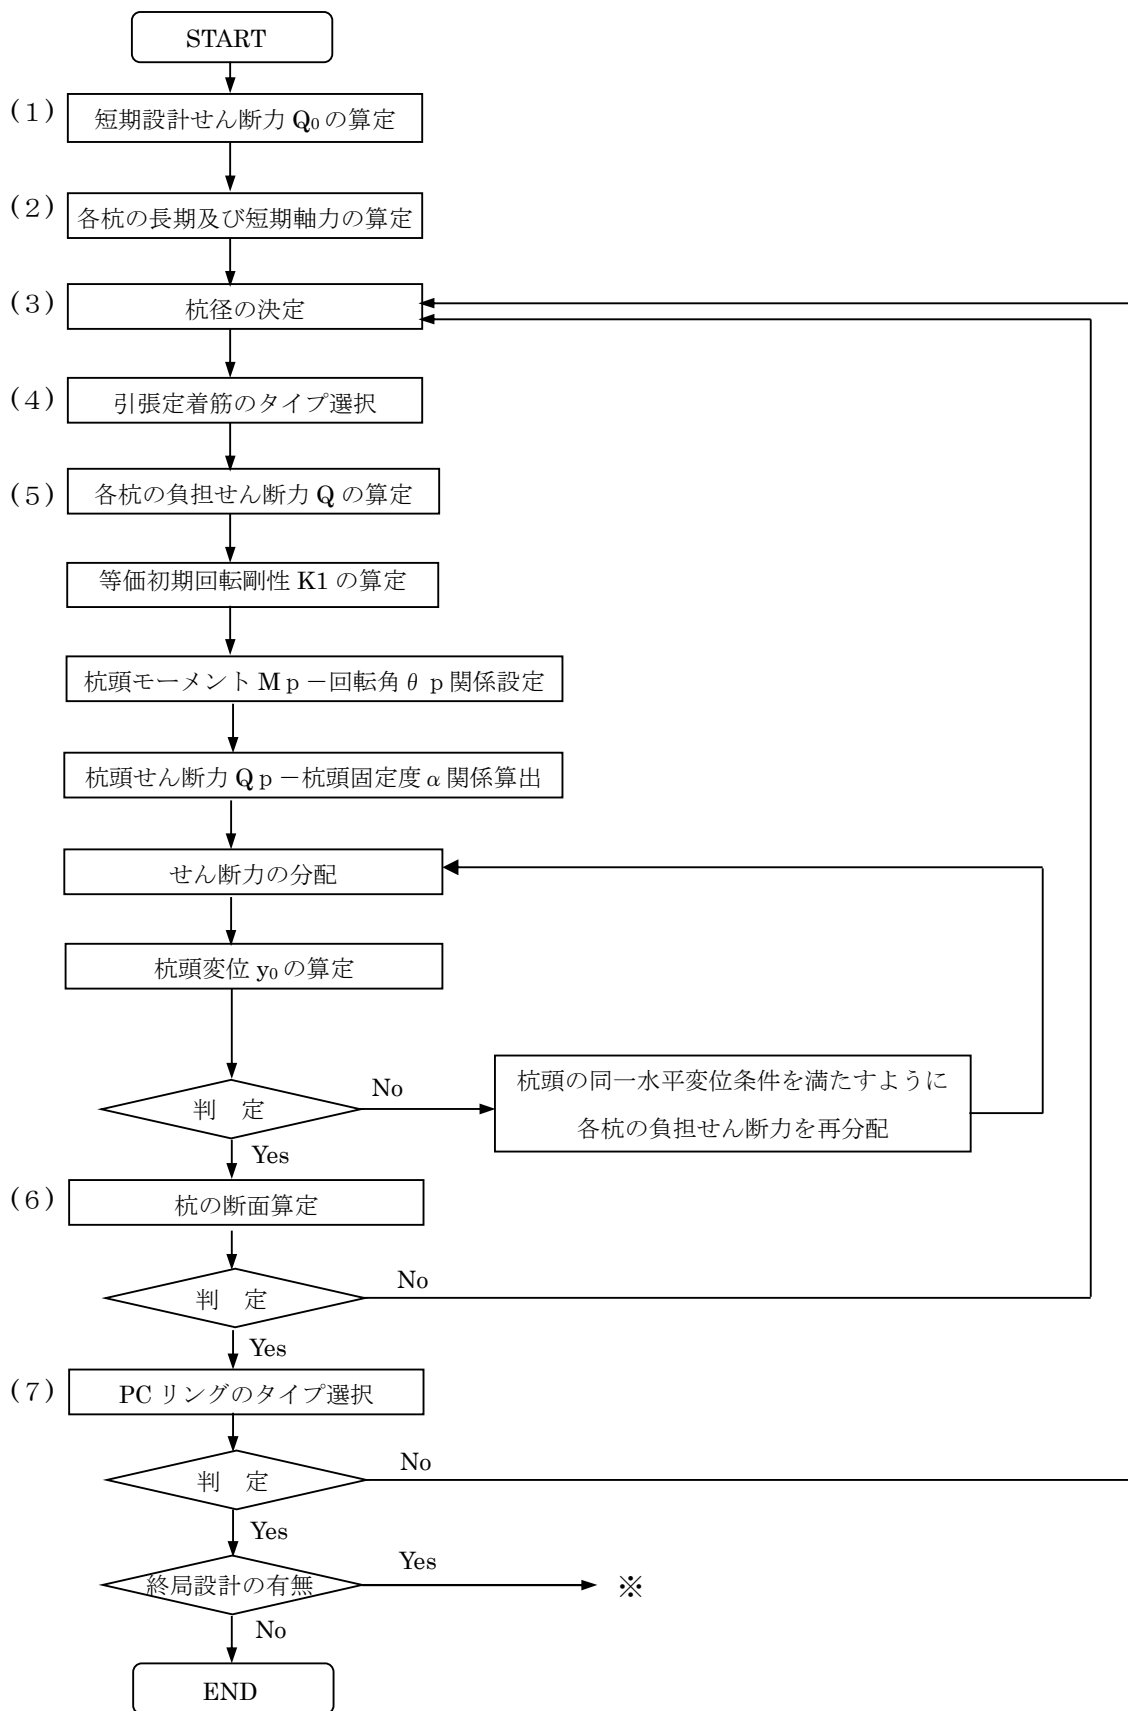 START
(1) 短期設計せん断力 Q₀ の算定
(2) 各杭の長期及び短期軸力の算定
(3) 杭径の決定
(4) 引張定着筋のタイプ選択
(5) 各杭の負担せん断力 Q の算定
等価初期回転剛性 K1 の算定
杭頭モーメント Mp－回転角θp関係設定
杭頭せん断力 Qp－杭頭固定度α関係算出
せん断力の分配
杭頭変位 y₀ の算定
判 定
No
杭頭の同一水平変位条件を満たすように
各杭の負担せん断力を再分配
Yes
(6) 杭の断面算定
判 定
No
Yes
(7) PC リングのタイプ選択
判 定
No
Yes
終局設計の有無
Yes
※
No
END